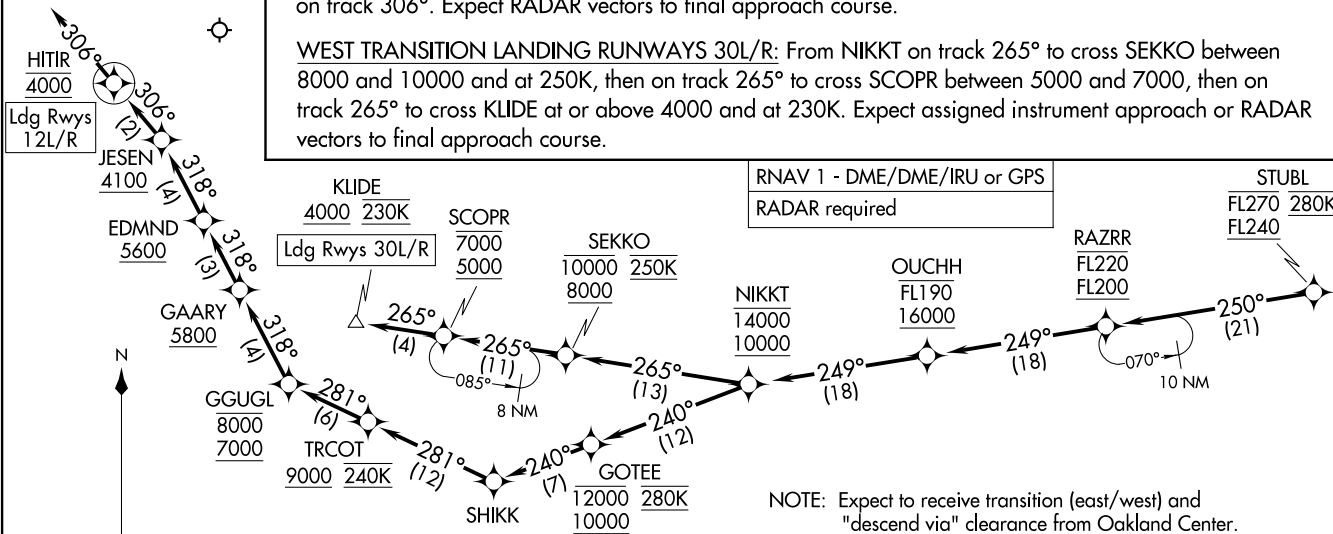 on track 306°. Expect RADAR vectors to final approach course.
WEST TRANSITION LANDING RUNWAYS 30L/R: From NIKKT on track 265° to cross SEKKO between
8000 and 10000 and at 250K, then on track 265° to cross SCOPR between 5000 and 7000, then on
track 265° to cross KLIDE at or above 4000 and at 230K. Expect assigned instrument approach or RADAR
vectors to final approach course.
306°
HITIR
4000
Ldg Rwys
12L/R
306°
(2)
JESEN
4100
318°
(4)
EDMND
5600
318°
(3)
GAARY
5800
318°
(4)
GGUGL
8000
7000
281°
(6)
TRCOT
9000 240K
281°
(12)
SHIKK
240°
(7)
GOTEE
12000 280K
10000
240°
(12)
KLIDE
4000 230K
Ldg Rwys 30L/R
265°
(4)
SCOPR
7000
5000
265°
(11)
085°
8 NM
SEKKO
10000 250K
8000
265°
(13)
NIKKT
14000
10000
249°
(18)
OUCHH
FL190
16000
249°
(18)
RAZRR
FL220
FL200
070°
10 NM
250°
(21)
STUBL
FL270 280K
FL240
RNAV 1 - DME/DME/IRU or GPS
RADAR required
N
NOTE: Expect to receive transition (east/west) and
"descend via" clearance from Oakland Center.